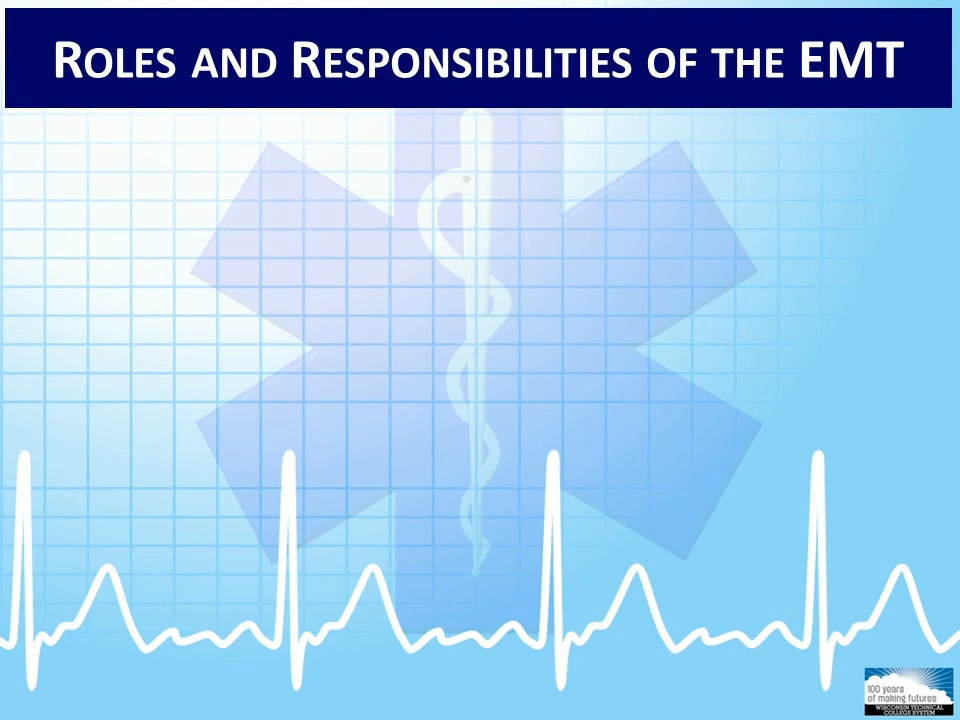 Roles and Responsibilities of the EMT
100 years
of making futures
WISCONSIN TECHNICAL
COLLEGE SYSTEM